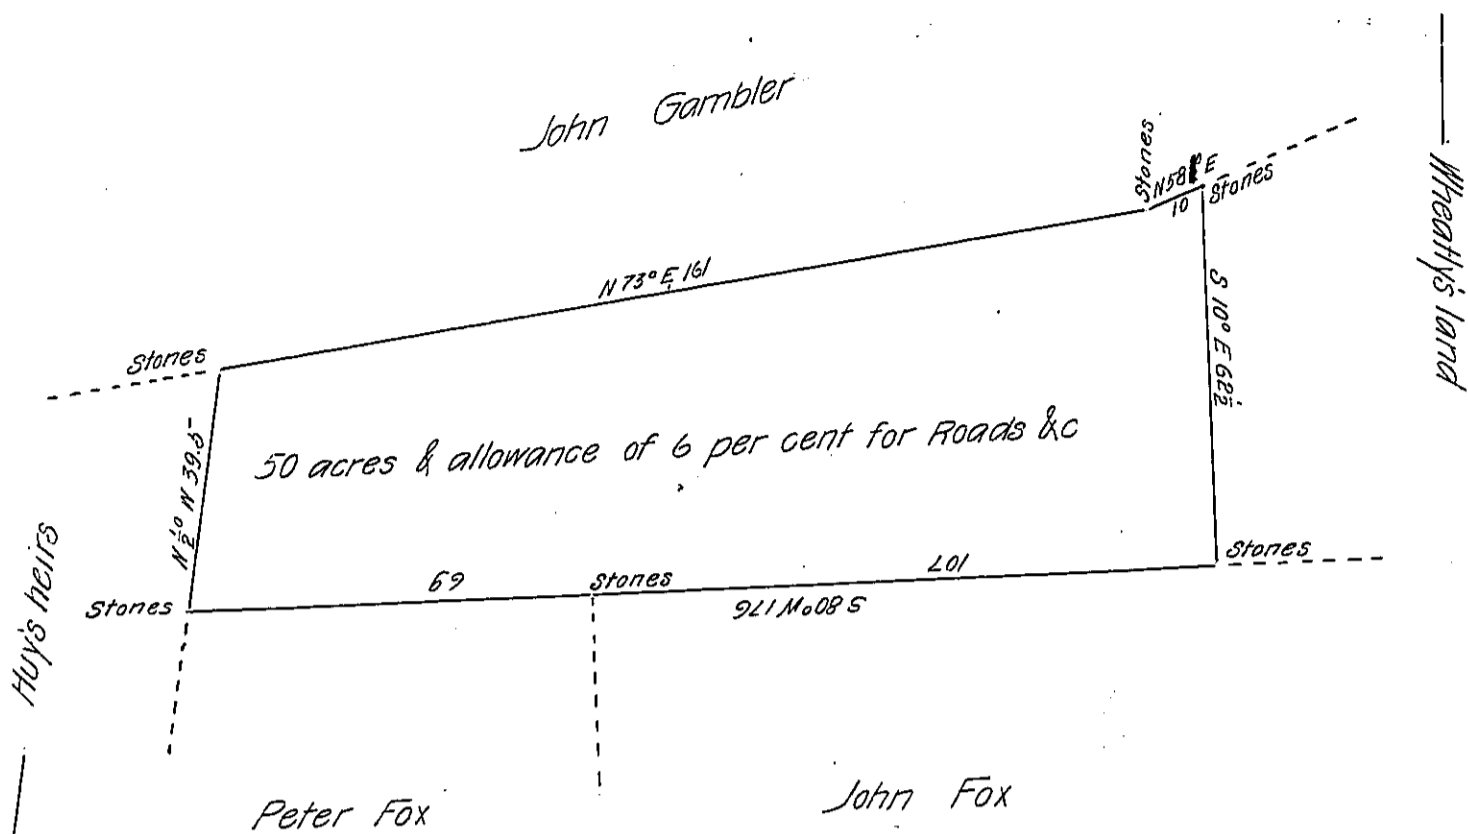 John Gambler
Stones
N58° E
10
Stones
Wheatly's land
N 73° E 161
S 10° E 62½
Stones
N ½° W 39.5
50 acres & allowance of 6 per cent for Roads &c
Huy's heirs
Stones
69
Stones
107
Stones
S 80° W 176
Peter Fox
John Fox